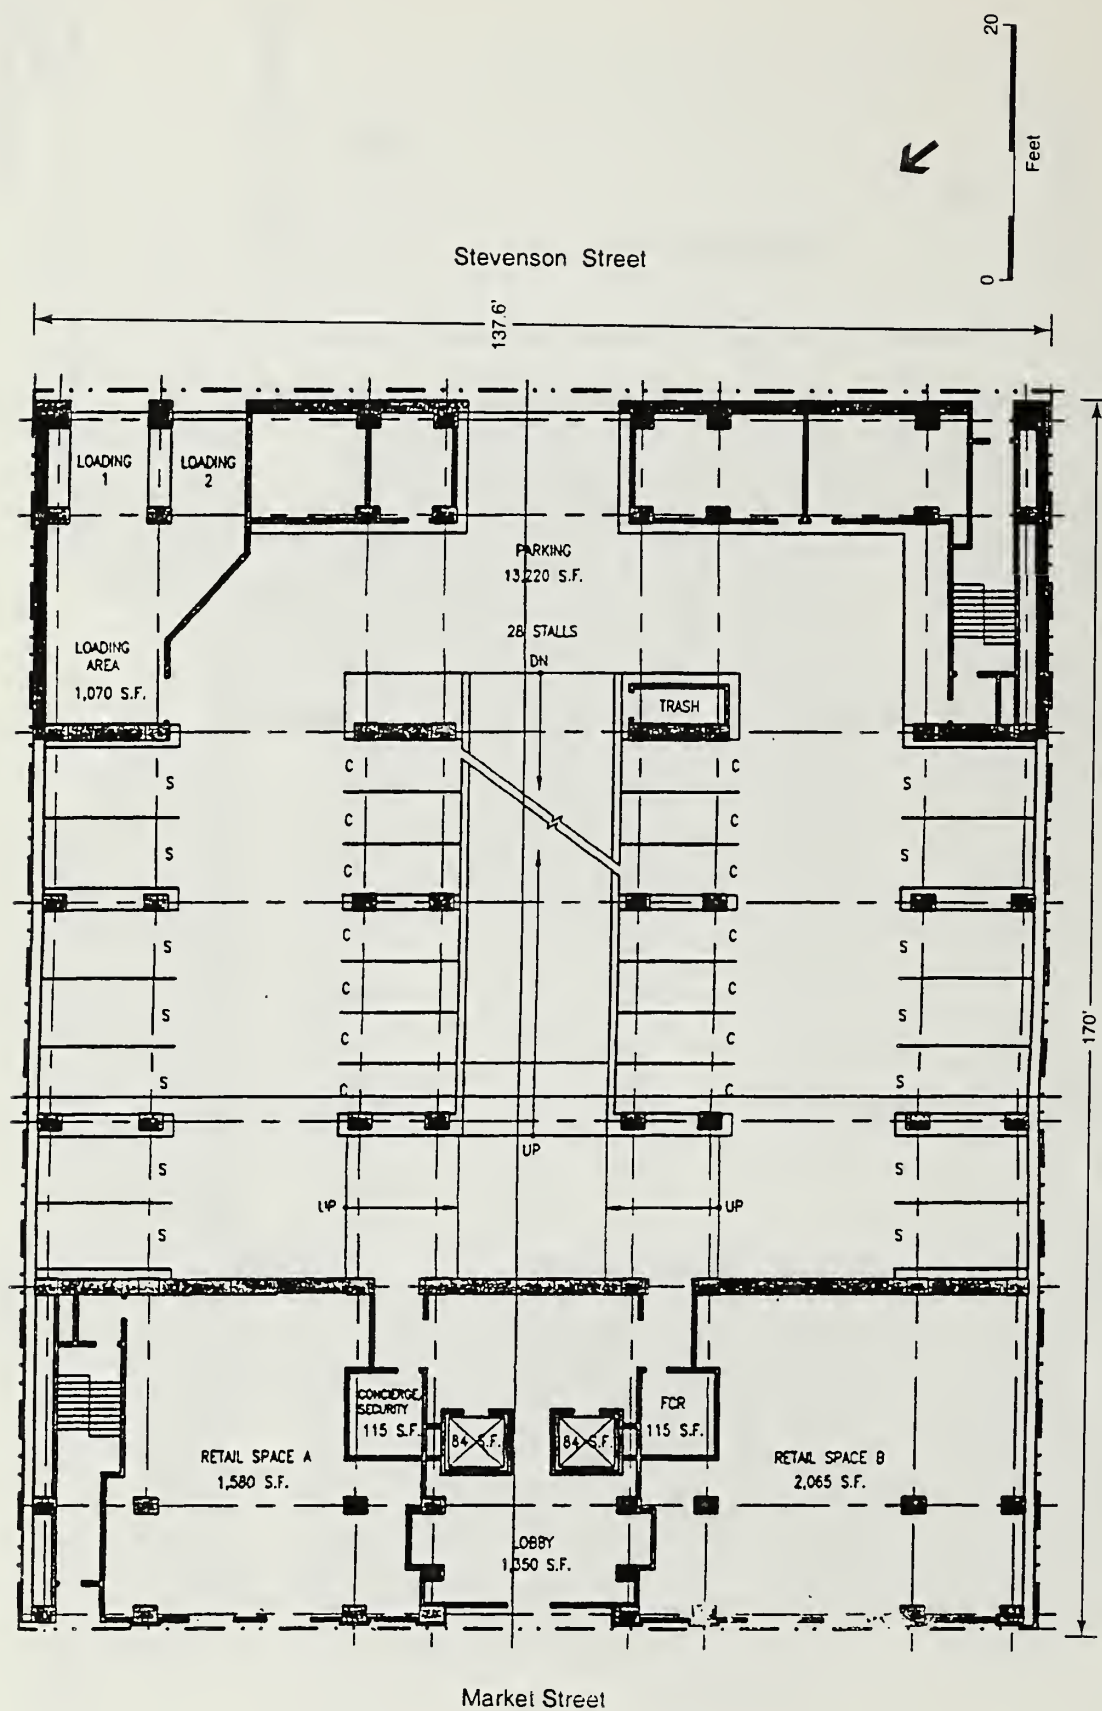 20
Feet
0
Stevenson Street
137.6'
LOADING
1
LOADING
2
PARKING
13,220 S.F.
28 STALLS
DN
LOADING
AREA
1,070 S.F.
TRASH
C
C
S
S
C
C
S
S
C
C
C
C
S
S
C
C
S
S
C
C
170'
S
S
C
C
UP
S
S
UP
UP
S
S
CONCIERGE/
SECURITY
115 S.F.
84 S.F.
84 S.F.
FCR
115 S.F.
RETAIL SPACE A
1,580 S.F.
RETAIL SPACE B
2,065 S.F.
LOBBY
1,350 S.F.
Market Street